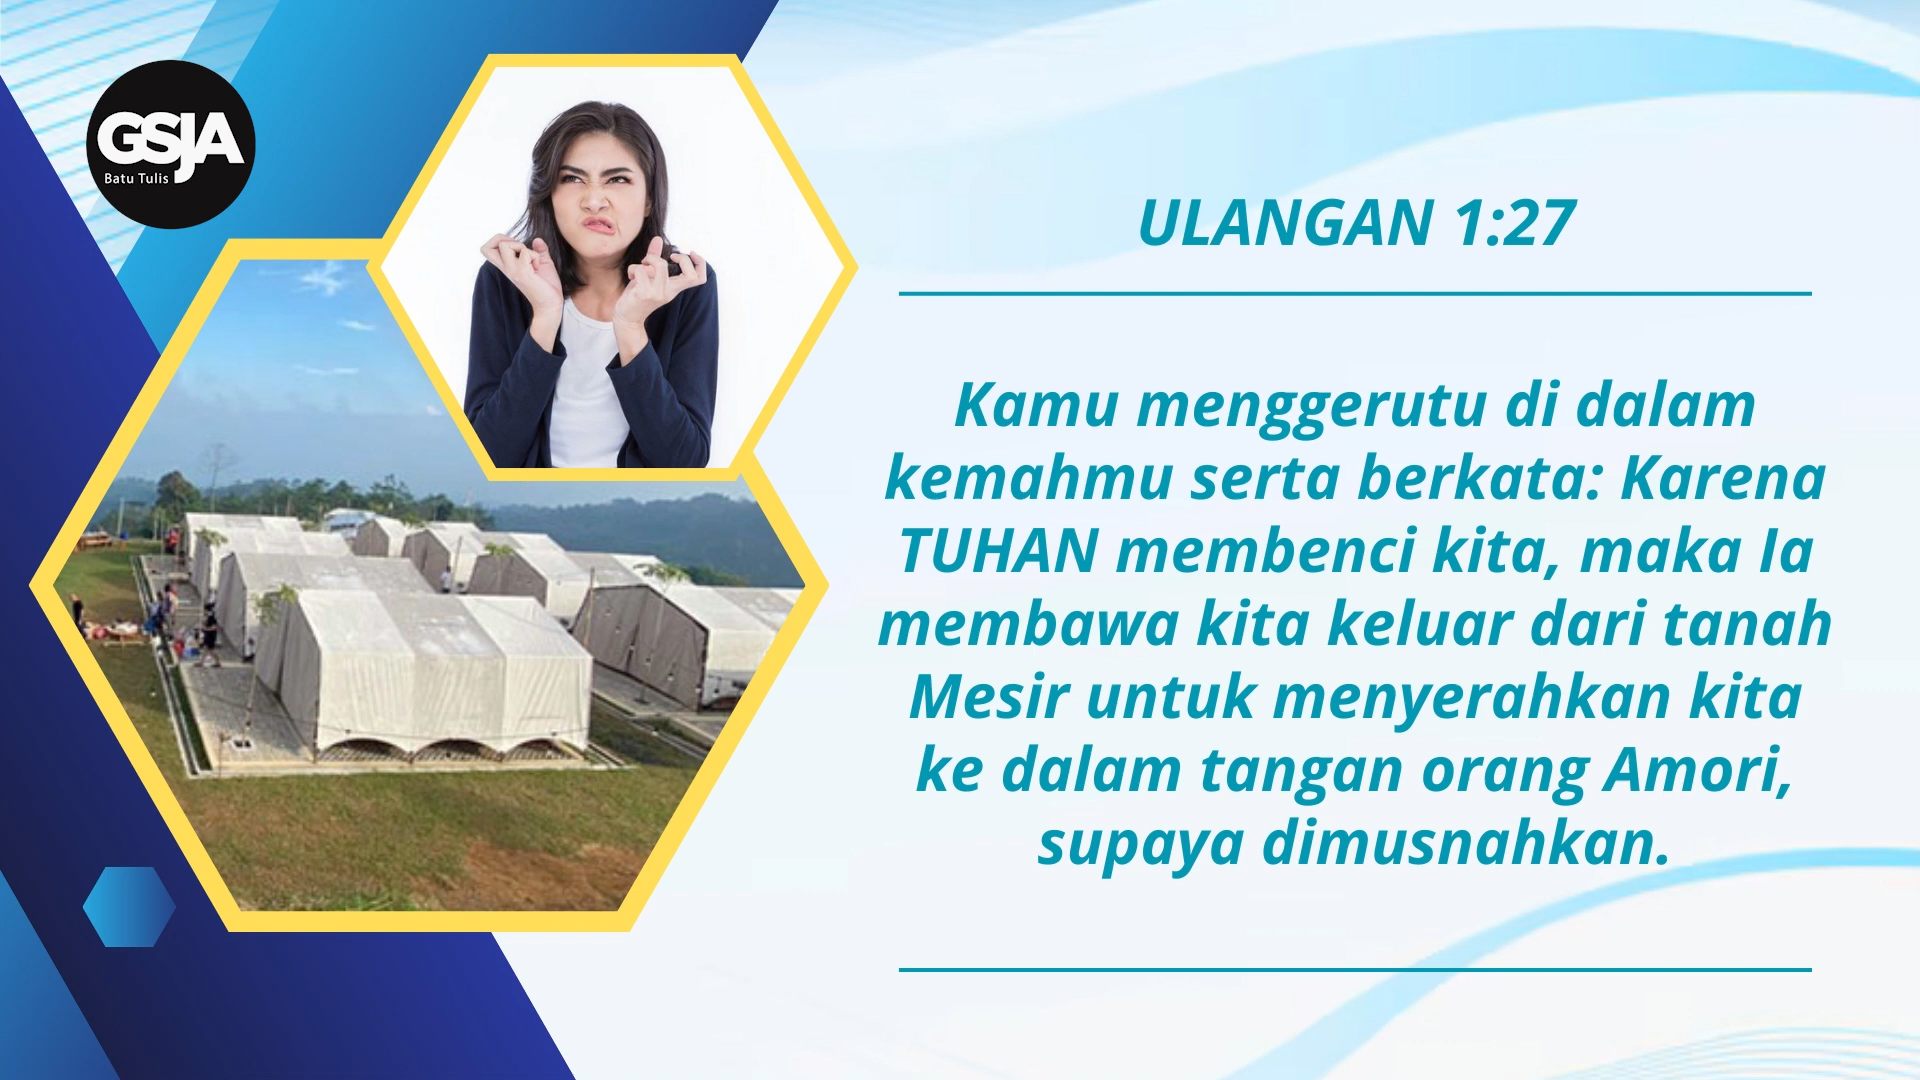 GSJA
Batu Tulis
ULANGAN 1:27
Kamu menggerutu di dalam
kemahmu serta berkata: Karena
TUHAN membenci kita, maka Ia
membawa kita keluar dari tanah
Mesir untuk menyerahkan kita
ke dalam tangan orang Amori,
supaya dimusnahkan.